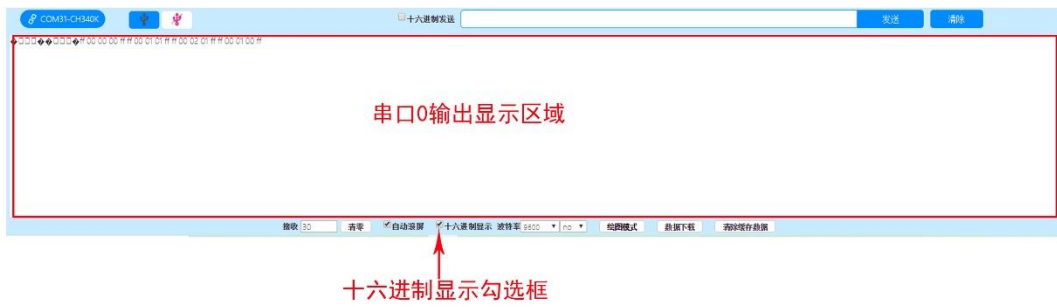 COM31-CH340K 十六进制发送 发送 清除
�□□□��□□□�ff 00 00 00 ff ff 00 01 01 ff ff 00 02 01 ff ff 00 01 00 ff
串口0输出显示区域
接收 30 清零 自动滚屏 十六进制显示 波特率 9600 no 绘图模式 数据下载 清除缓存数据
十六进制显示勾选框